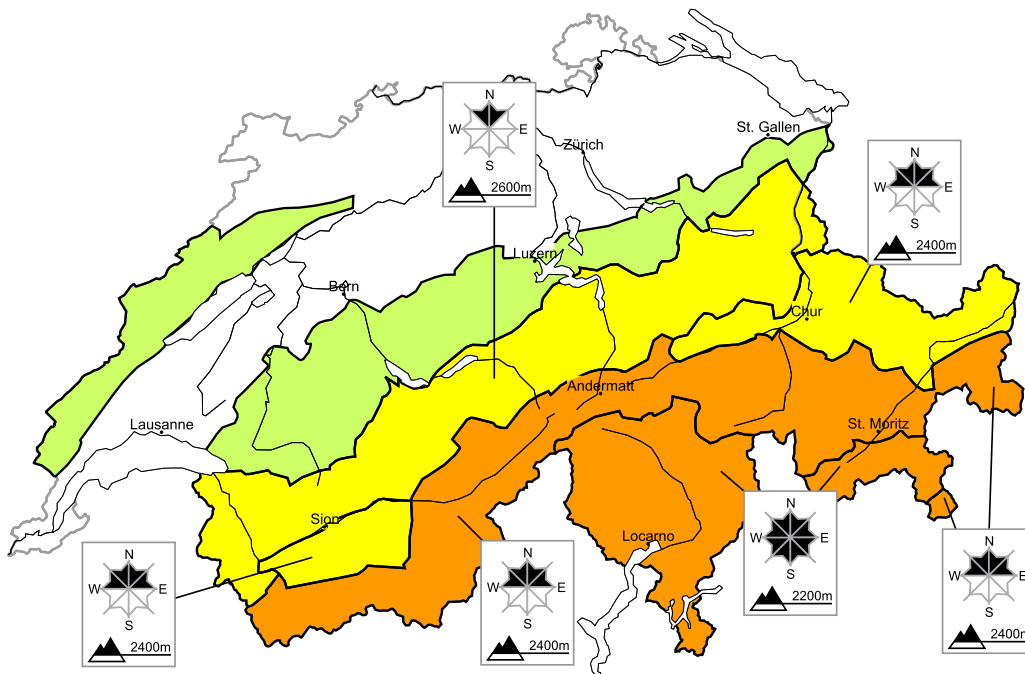 N
W E
S
2600m
Zürich
St. Gallen
N
W E
S
2400m
Luzern
Bern
Chur
Andermatt
Lausanne
St. Moritz
Sion
Locarno
N
W E
S
2200m
N
W E
S
2400m
N
W E
S
2400m
N
W E
S
2400m